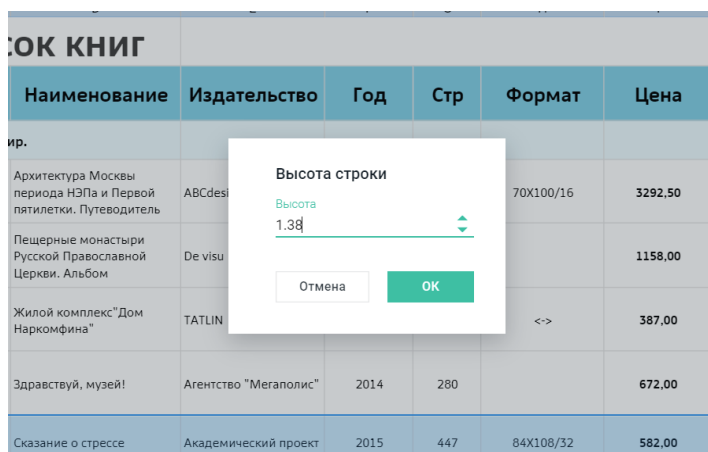 СОК КНИГ
Наименование Издательство Год Стр Формат Цена
ир.
Архитектура Москвы
периода НЭПа и Первой
пятилетки. Путеводитель
ABCdesi
70X100/16
3292,50
Пещерные монастыри
Русской Православной
Церкви. Альбом
De visu
1158,00
Жилой комплекс"Дом
Наркомфина"
TATLIN
<->
387,00
Здравствуй, музей! Агентство "Мегаполис" 2014 280 672,00
Сказание о стрессе Академический проект 2015 447 84X108/32 582,00
Высота строки
Высота
1.38
Отмена
ОК